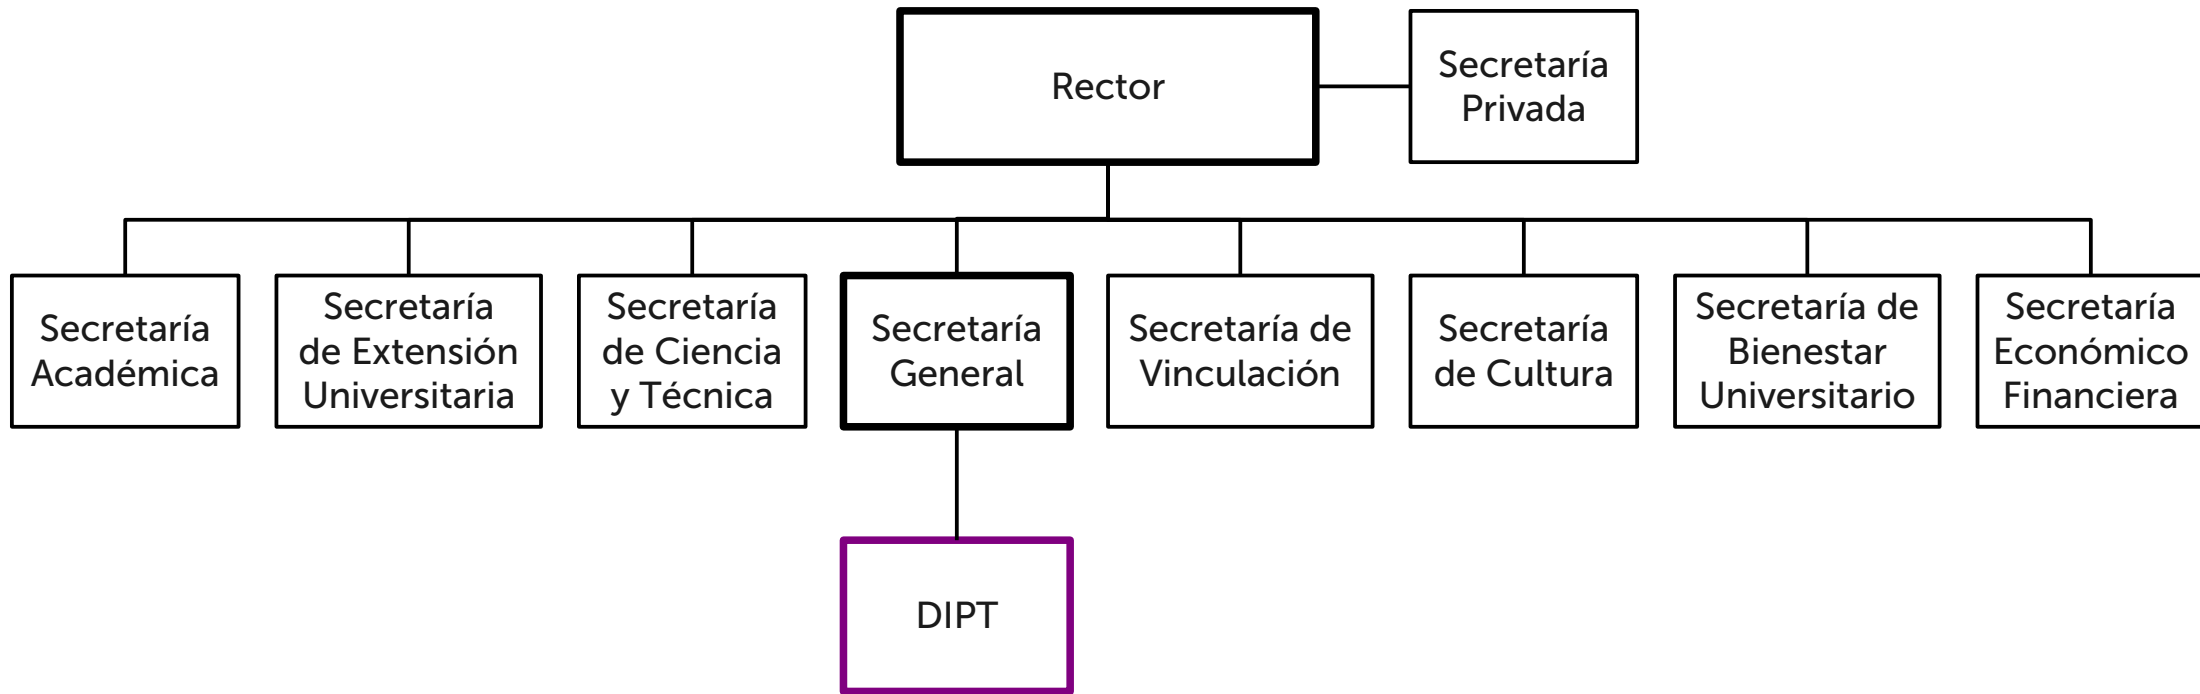 Rector
Secretaría
Privada
Secretaría
Académica
Secretaría
de Extensión
Universitaria
Secretaría
de Ciencia
y Técnica
Secretaría
General
Secretaría de
Vinculación
Secretaría
de Cultura
Secretaría de
Bienestar
Universitario
Secretaría
Económico
Financiera
DIPT